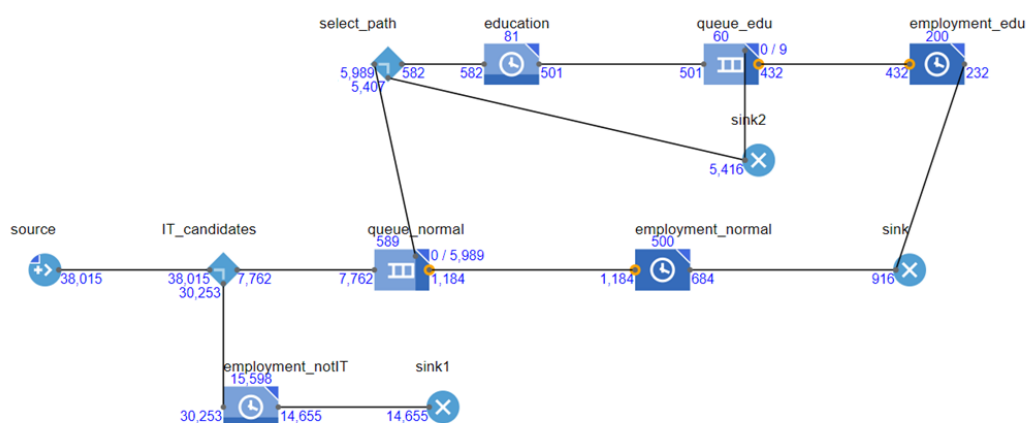 select_path
education
queue_edu
employment_edu
81
60
200
0 / 9
5,989
582
582
501
501
432
432
232
5,407
sink2
5,416
source
IT_candidates
queue_normal
employment_normal
sink
589
0 / 5,989
500
38,015
38,015
7,762
7,762
1,184
1,184
684
916
30,253
employment_notIT
sink1
15,598
30,253
14,655
14,655